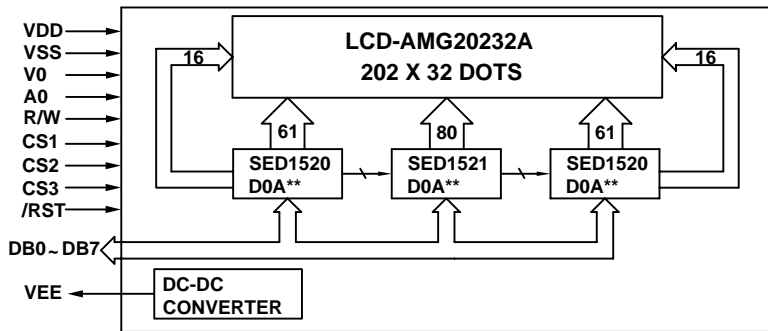 VDD
VSS
V0
A0
R/W
CS1
CS2
CS3
/RST
DB0~DB7
VEE
LCD-AMG20232A
202 X 32 DOTS
16
16
61
80
61
SED1520
D0A**
SED1521
D0A**
SED1520
D0A**
DC-DC
CONVERTER